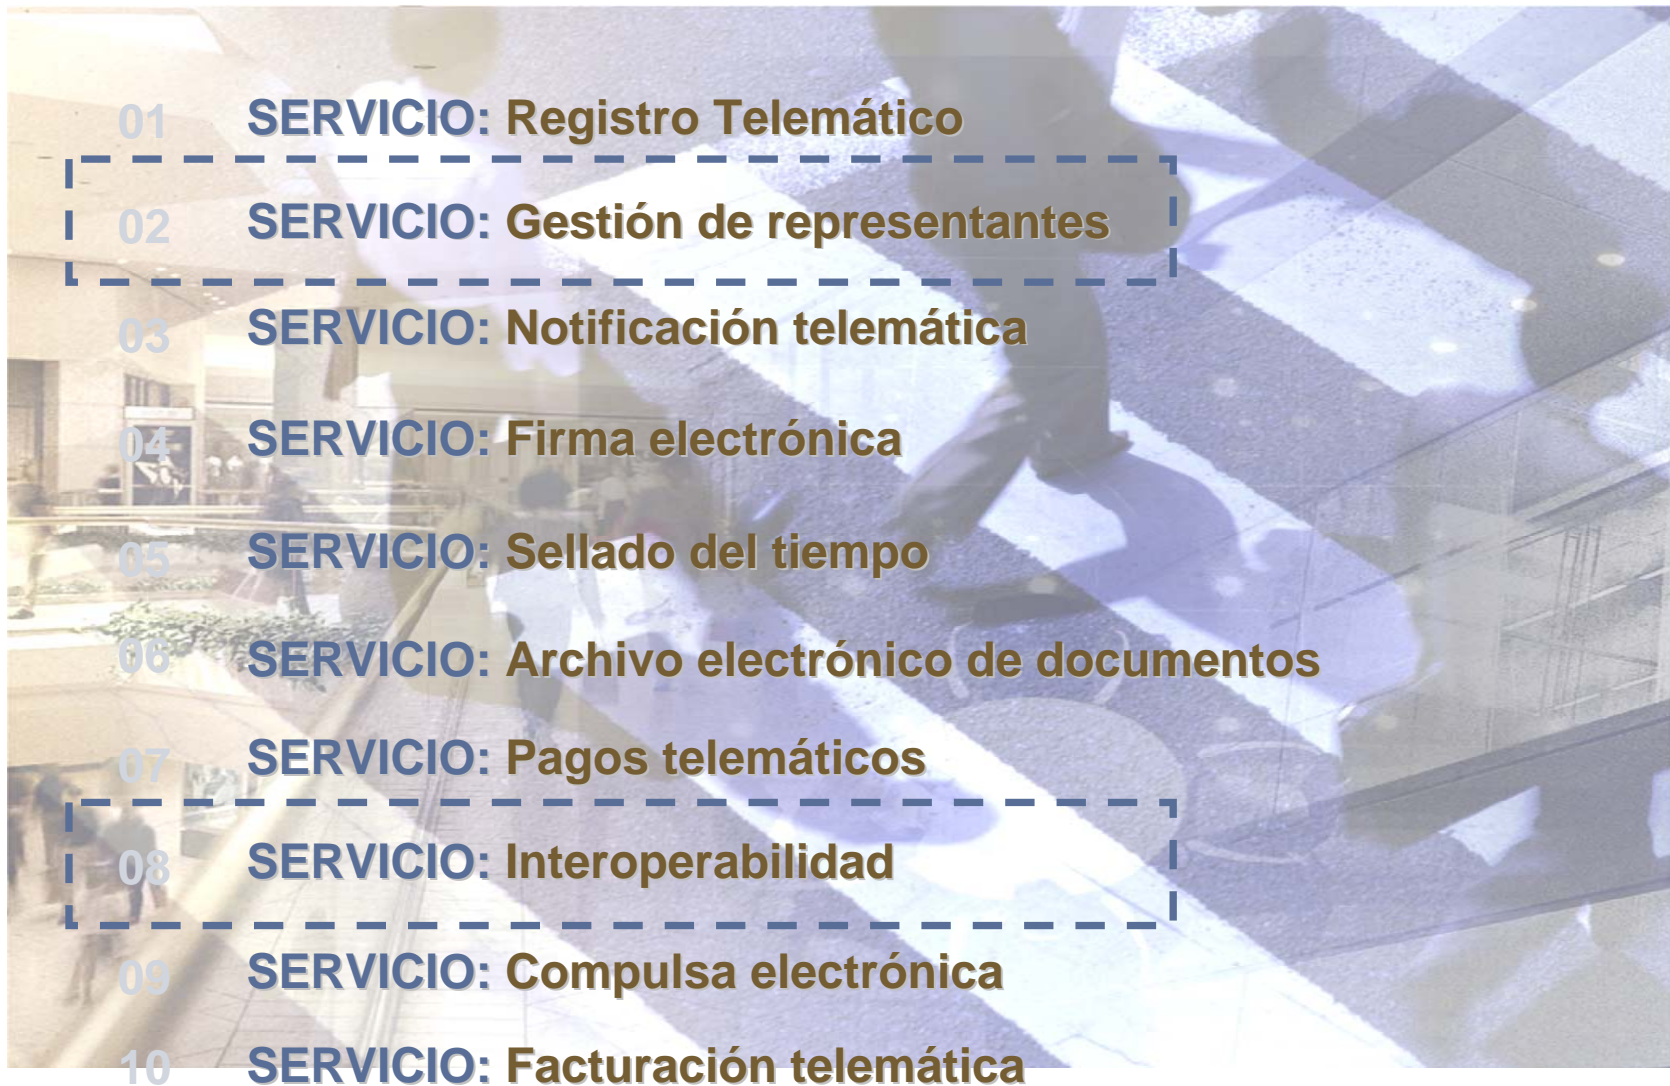 01 SERVICIO: Registro Telemático
02 SERVICIO: Gestión de representantes
03 SERVICIO: Notificación telemática
04 SERVICIO: Firma electrónica
05 SERVICIO: Sellado del tiempo
06 SERVICIO: Archivo electrónico de documentos
07 SERVICIO: Pagos telemáticos
08 SERVICIO: Interoperabilidad
09 SERVICIO: Compulsa electrónica
10 SERVICIO: Facturación telemática